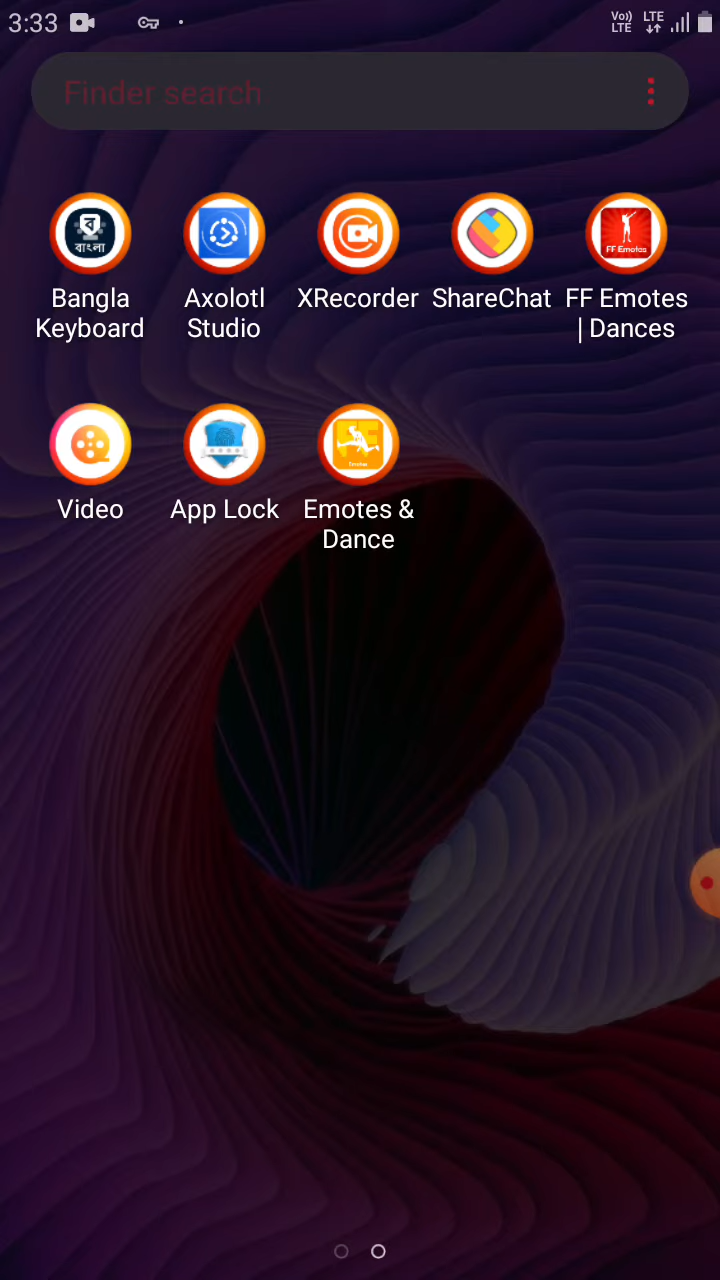 3:33
Vo)) LTE
LTE
Finder search
বাংলা
FF Emotes
Bangla Keyboard
Axolotl Studio
XRecorder
ShareChat
FF Emotes | Dances
Emotes
Video
App Lock
Emotes & Dance